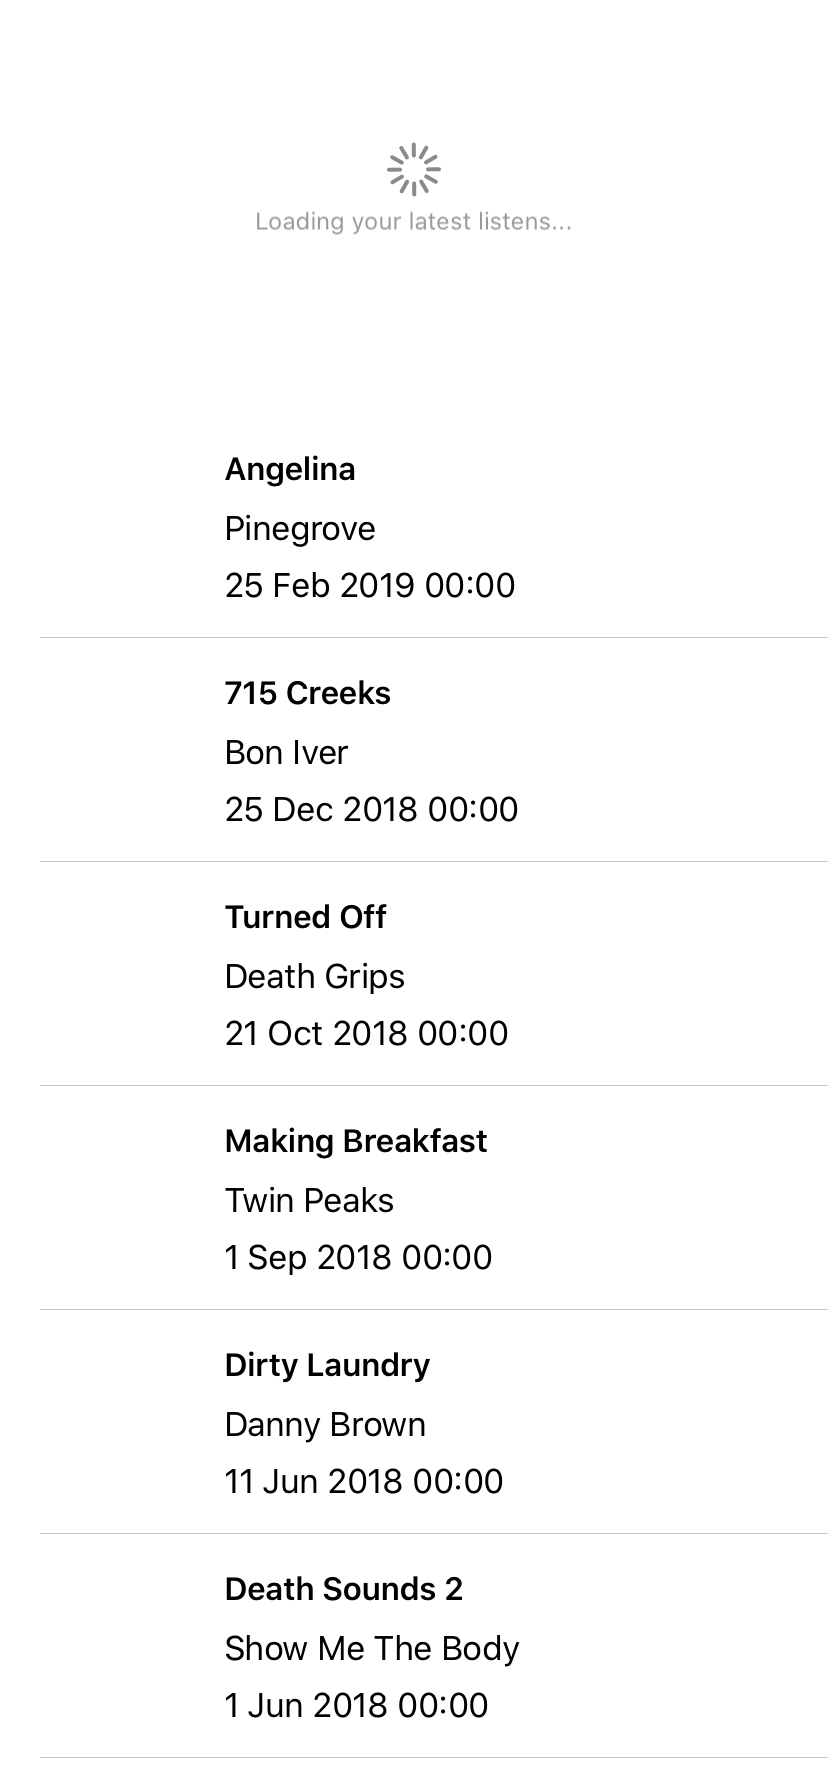 Loading your latest listens...
Angelina
Pinegrove
25 Feb 2019 00:00
715 Creeks
Bon Iver
25 Dec 2018 00:00
Turned Off
Death Grips
21 Oct 2018 00:00
Making Breakfast
Twin Peaks
1 Sep 2018 00:00
Dirty Laundry
Danny Brown
11 Jun 2018 00:00
Death Sounds 2
Show Me The Body
1 Jun 2018 00:00